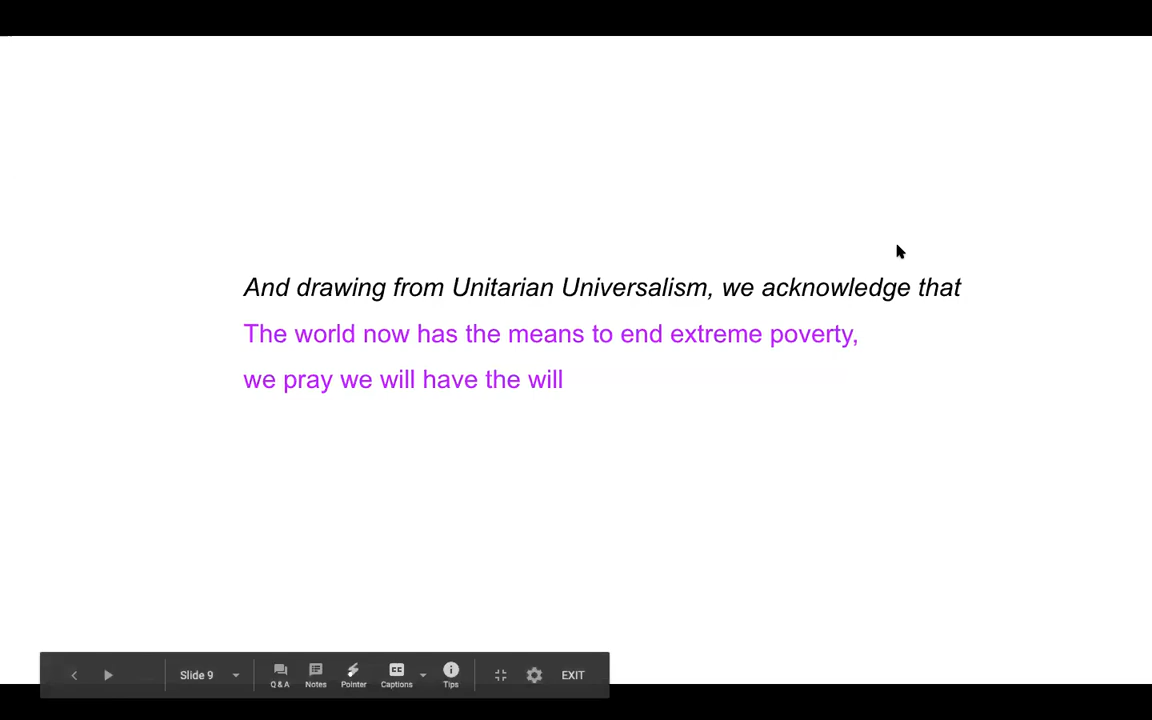 And drawing from Unitarian Universalism, we acknowledge that
The world now has the means to end extreme poverty,
we pray we will have the will
Slide 9
Q & A
Notes
Pointer
CC
Captions
Tips
EXIT